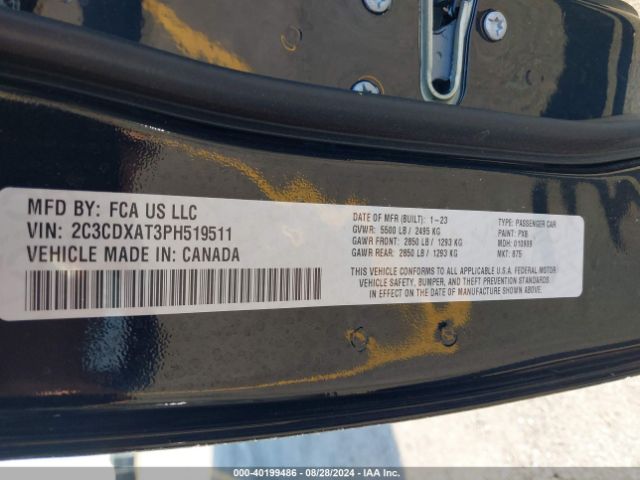 MFD BY: FCA US LLC
VIN: 2C3CDXAT3PH519511
VEHICLE MADE IN: CANADA
DATE OF MFR (BUILT): 1-23
GVWR: 5500 LB / 2495 KG
GAWR FRONT: 2850 LB / 1293 KG
GAWR REAR: 2850 LB / 1293 KG
TYPE: PASSENGER CAR
PAINT: PX8
MDH: 010909
MKT: 875
THIS VEHICLE CONFORMS TO ALL APPLICABLE U.S.A. FEDERAL MOTOR
VEHICLE SAFETY, BUMPER, AND THEFT PREVENTION STANDARDS
IN EFFECT ON THE DATE OF MANUFACTURE SHOWN ABOVE.
000-40199486 - 08/28/2024 - IAA Inc.